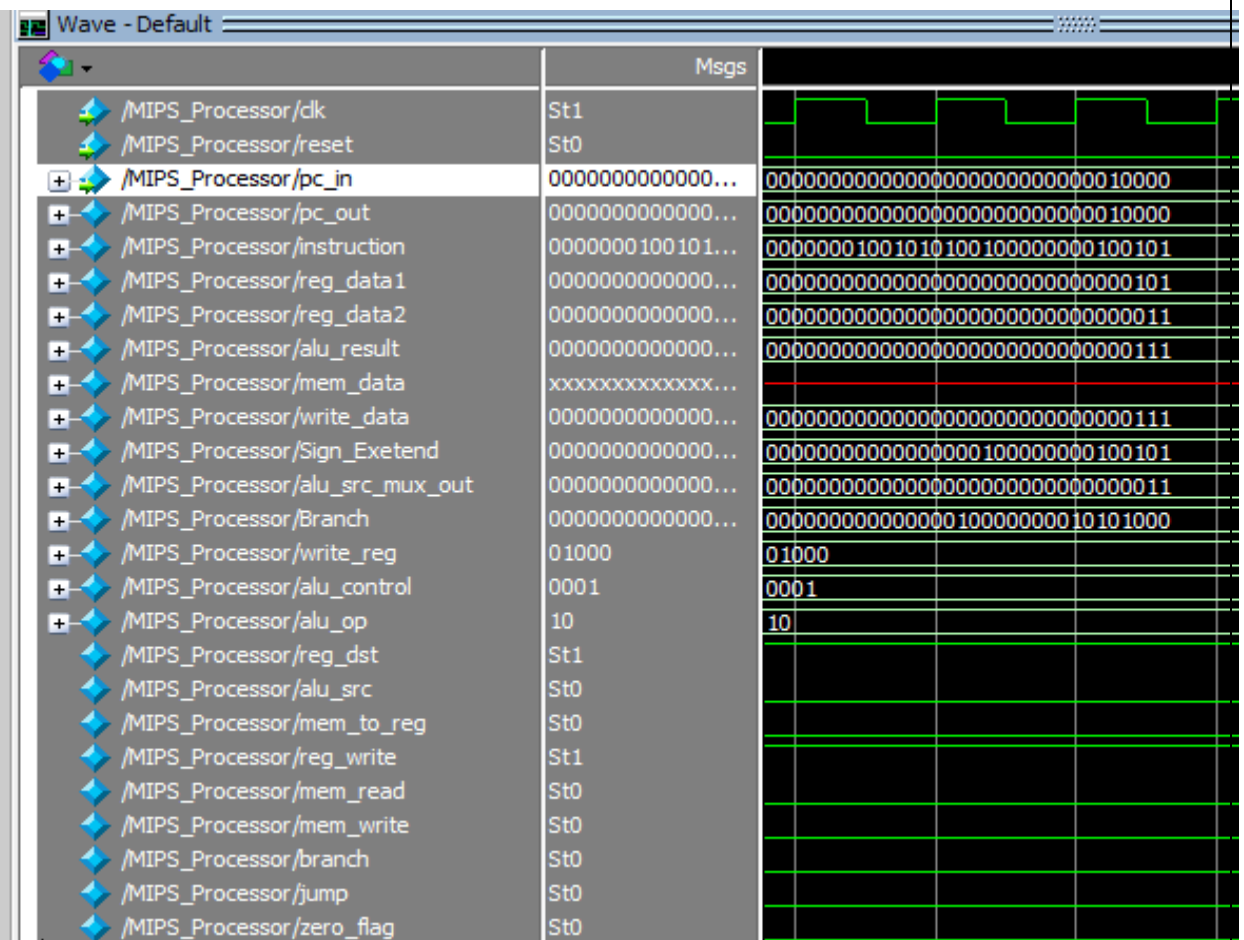 Wave - Default
Msgs
/MIPS_Processor/clk St1
/MIPS_Processor/reset St0
/MIPS_Processor/pc_in 0000000000000... 00000000000000000000000000010000
/MIPS_Processor/pc_out 0000000000000... 00000000000000000000000000010000
/MIPS_Processor/instruction 0000000100101... 00000001001010100100000000100101
/MIPS_Processor/reg_data1 0000000000000... 00000000000000000000000000000101
/MIPS_Processor/reg_data2 0000000000000... 00000000000000000000000000000011
/MIPS_Processor/alu_result 0000000000000... 00000000000000000000000000000111
/MIPS_Processor/mem_data xxxxxxxxxxxxx...
/MIPS_Processor/write_data 0000000000000... 00000000000000000000000000000111
/MIPS_Processor/Sign_Exetend 0000000000000... 00000000000000000100000000100101
/MIPS_Processor/alu_src_mux_out 0000000000000... 00000000000000000000000000000011
/MIPS_Processor/Branch 0000000000000... 00000000000000010000000010101000
/MIPS_Processor/write_reg 01000 01000
/MIPS_Processor/alu_control 0001 0001
/MIPS_Processor/alu_op 10 10
/MIPS_Processor/reg_dst St1
/MIPS_Processor/alu_src St0
/MIPS_Processor/mem_to_reg St0
/MIPS_Processor/reg_write St1
/MIPS_Processor/mem_read St0
/MIPS_Processor/mem_write St0
/MIPS_Processor/branch St0
/MIPS_Processor/jump St0
/MIPS_Processor/zero_flag St0